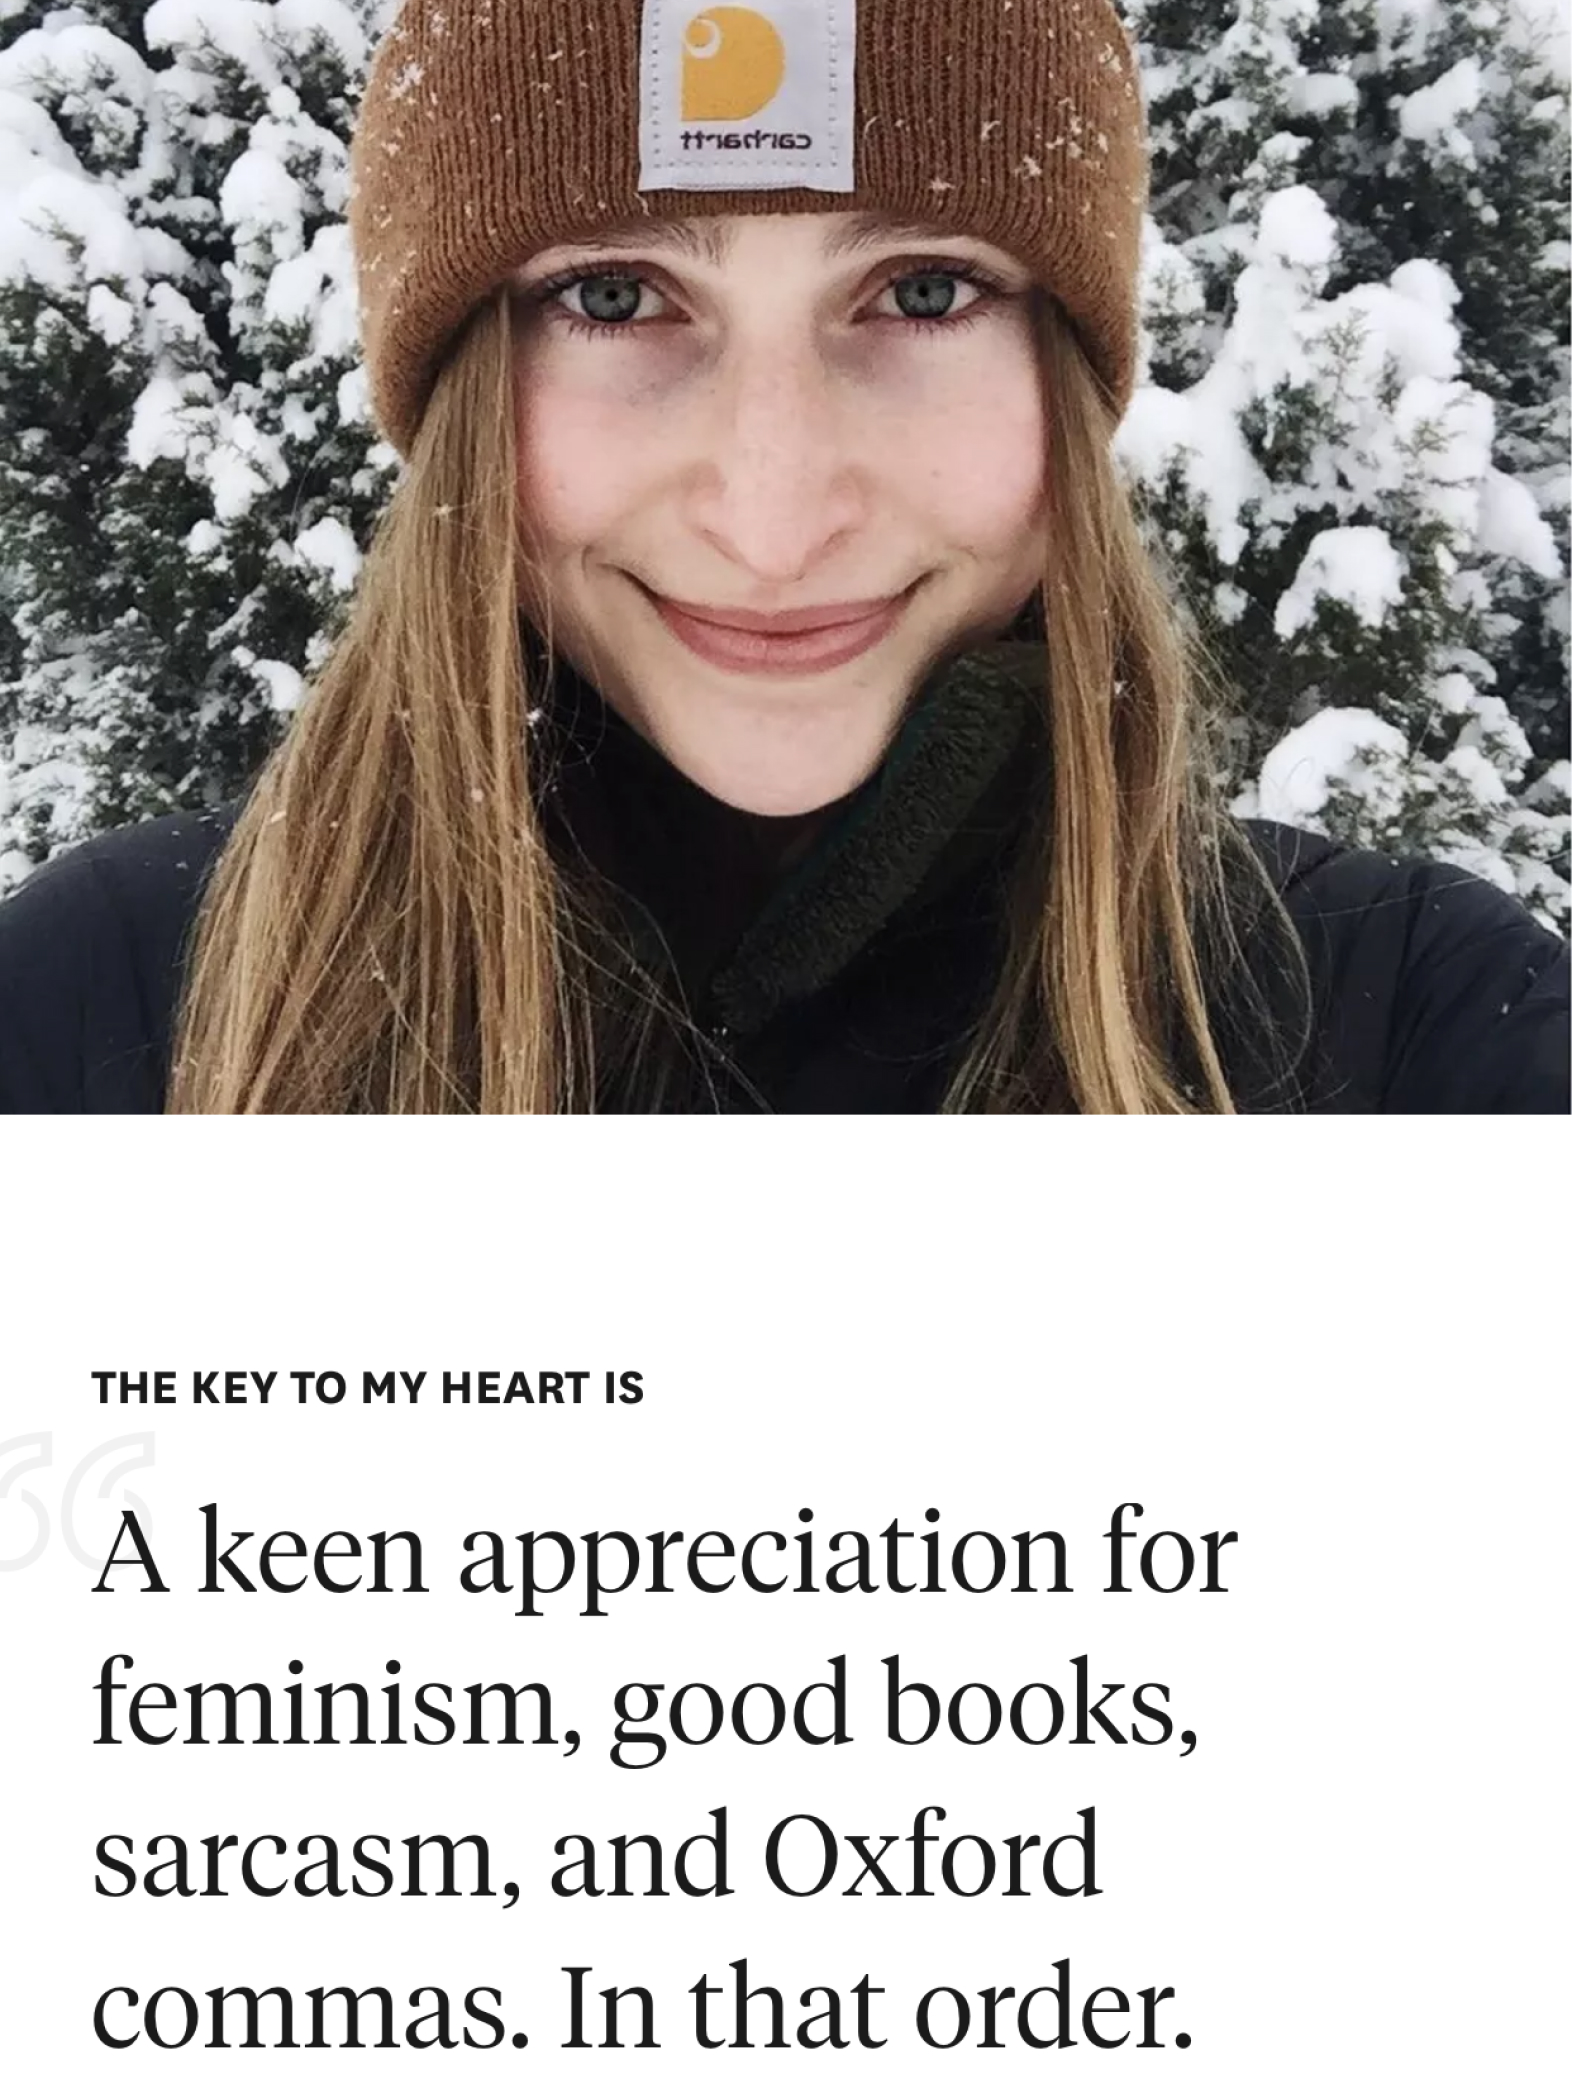 carhartt
THE KEY TO MY HEART IS
A keen appreciation for
feminism, good books,
sarcasm, and Oxford
commas. In that order.